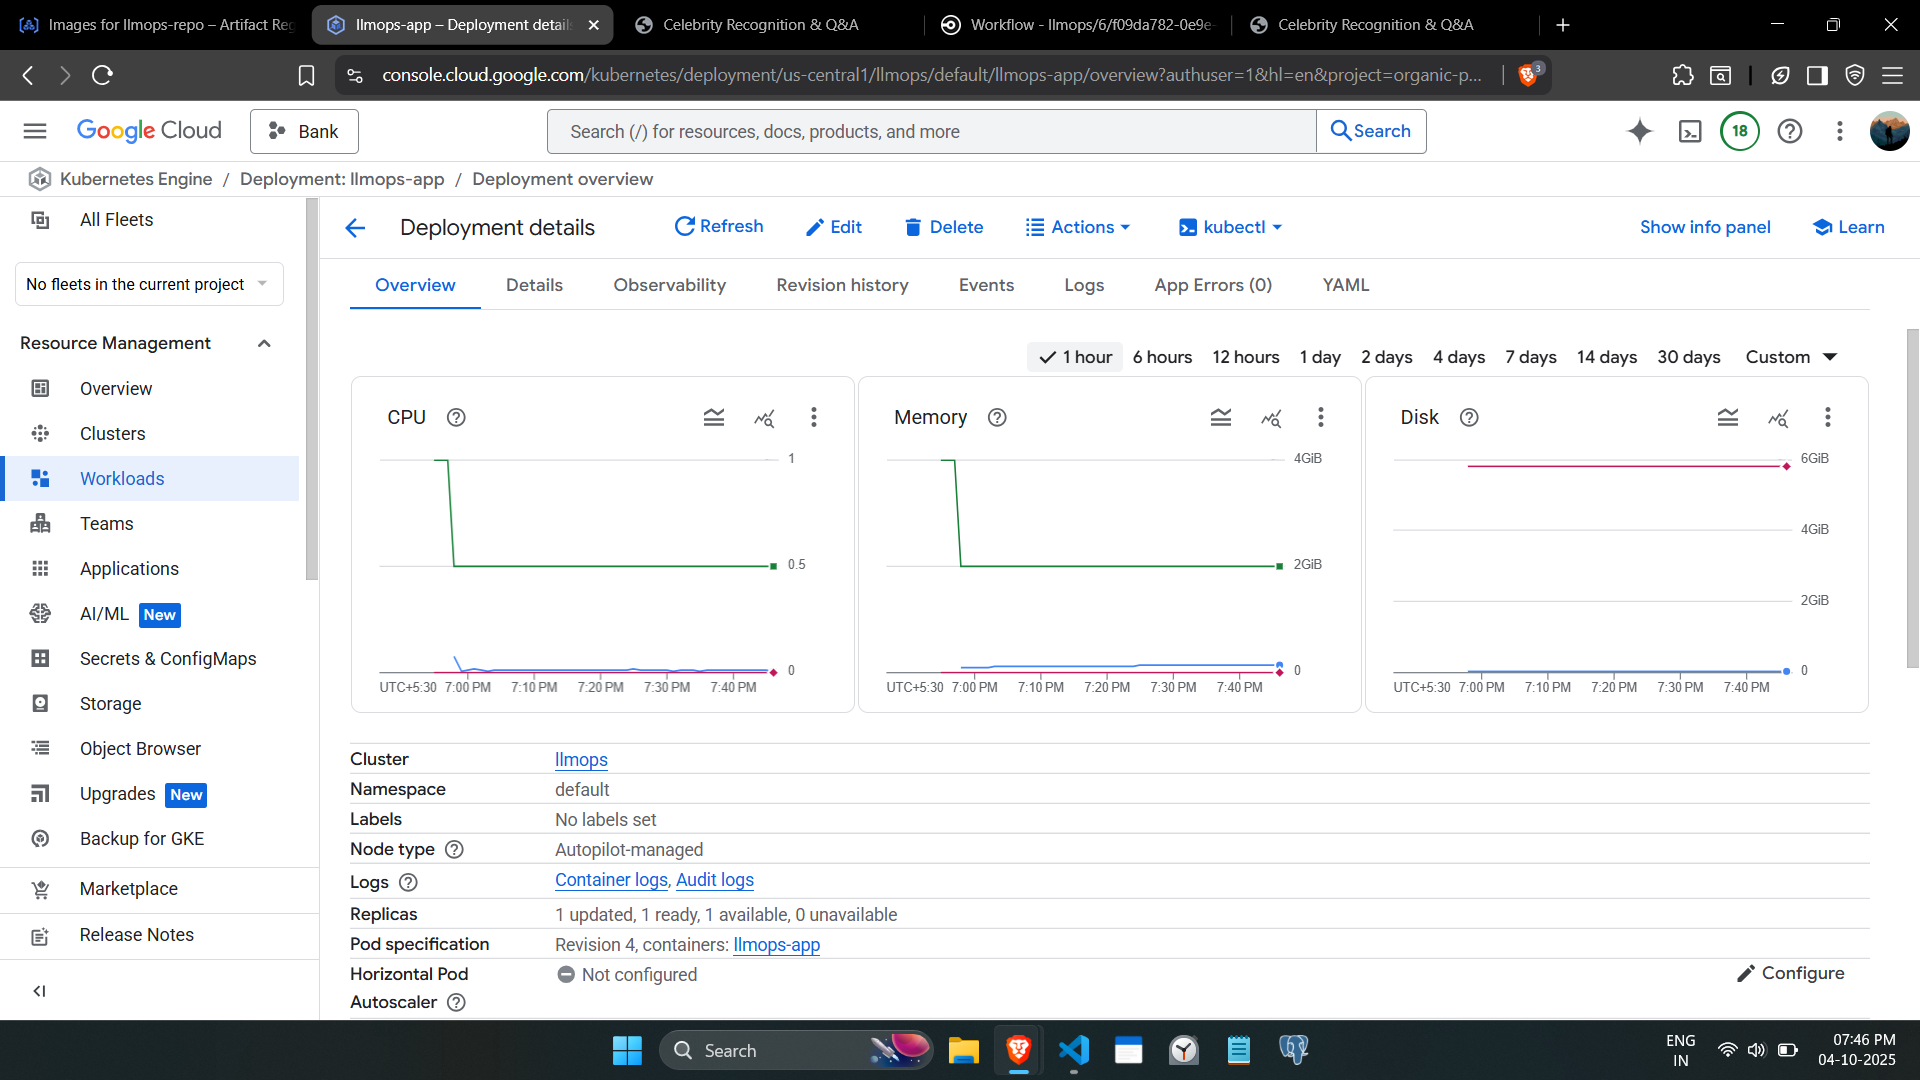 Images for llmops-repo – Artifact Reg
llmops-app – Deployment details
Celebrity Recognition & Q&A
Workflow - llmops/6/f09da782-0e9e-
Celebrity Recognition & Q&A
console.cloud.google.com/kubernetes/deployment/us-central1/llmops/default/llmops-app/overview?authuser=1&hl=en&project=organic-p...
3
Google Cloud
Bank
Search (/) for resources, docs, products, and more
Search
18
Kubernetes Engine / Deployment: llmops-app / Deployment overview
All Fleets
No fleets in the current project
Resource Management
Overview
Clusters
Workloads
Teams
Applications
AI/ML New
Secrets & ConfigMaps
Storage
Object Browser
Upgrades New
Backup for GKE
Marketplace
Release Notes
Deployment details
Refresh
Edit
Delete
Actions
kubectl
Show info panel
Learn
Overview
Details
Observability
Revision history
Events
Logs
App Errors (0)
YAML
1 hour
6 hours
12 hours
1 day
2 days
4 days
7 days
14 days
30 days
Custom
CPU
1
0.5
0
UTC+5:30 7:00 PM 7:10 PM 7:20 PM 7:30 PM 7:40 PM
Memory
4GiB
2GiB
0
UTC+5:30 7:00 PM 7:10 PM 7:20 PM 7:30 PM 7:40 PM
Disk
6GiB
4GiB
2GiB
0
UTC+5:30 7:00 PM 7:10 PM 7:20 PM 7:30 PM 7:40 PM
Cluster llmops
Namespace default
Labels No labels set
Node type Autopilot-managed
Logs Container logs, Audit logs
Replicas 1 updated, 1 ready, 1 available, 0 unavailable
Pod specification Revision 4, containers: llmops-app
Horizontal Pod Not configured
Autoscaler
Configure
Search
ENG
IN
07:46 PM
04-10-2025